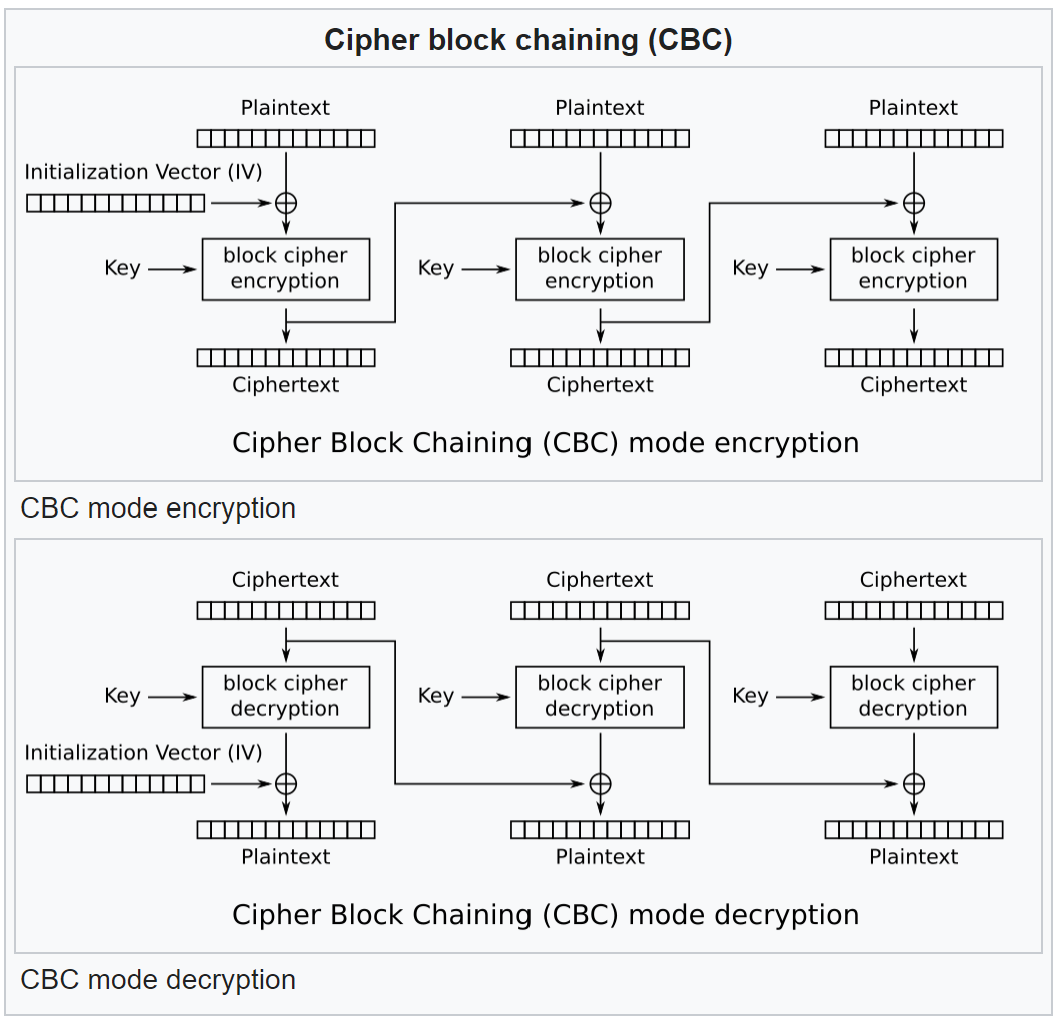 Cipher block chaining (CBC)
Plaintext
Plaintext
Plaintext
Initialization Vector (IV)
Key
block cipher
encryption
Key
block cipher
encryption
Key
block cipher
encryption
Ciphertext
Ciphertext
Ciphertext
Cipher Block Chaining (CBC) mode encryption
CBC mode encryption
Ciphertext
Ciphertext
Ciphertext
Key
block cipher
decryption
Key
block cipher
decryption
Key
block cipher
decryption
Initialization Vector (IV)
Plaintext
Plaintext
Plaintext
Cipher Block Chaining (CBC) mode decryption
CBC mode decryption